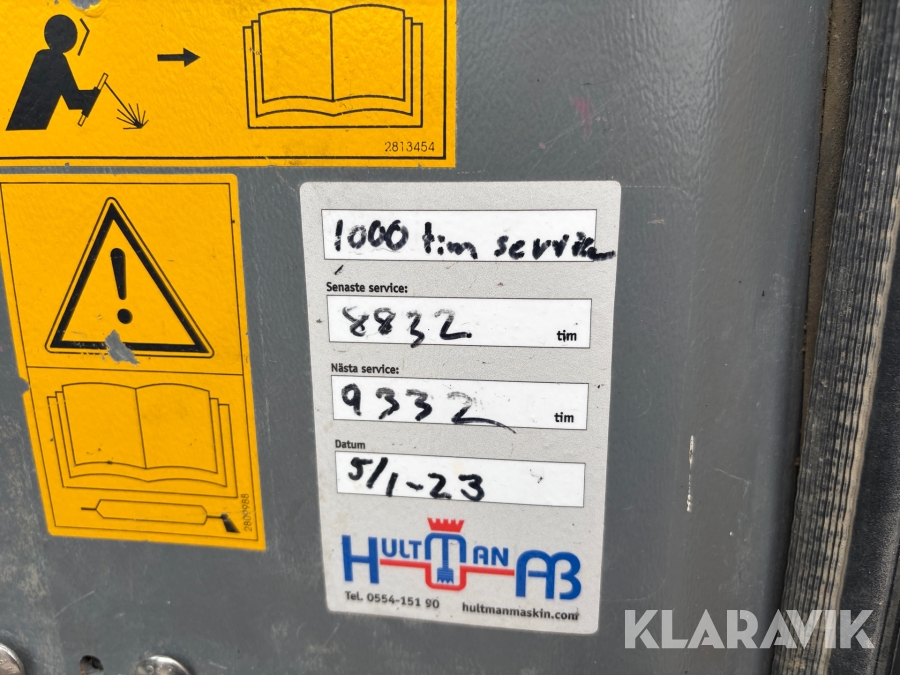 2813454
1000 tim service
Senaste service:
8832 tim
Nästa service:
9332 tim
Datum
5/1-23
2809988
HULTMAN AB
Tel. 0554-151 90 hultmanmaskin.com
KLARAVIK